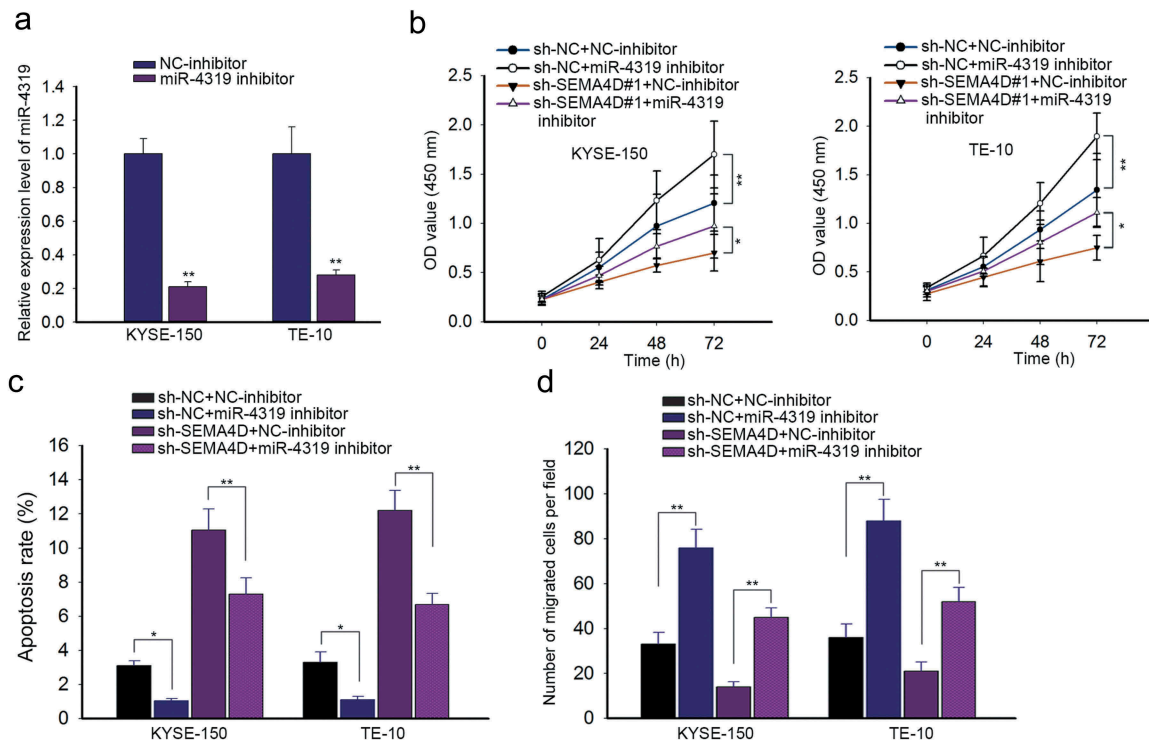 a
NC-inhibitor
miR-4319 inhibitor
Relative expression level of miR-4319
1.4
1.2
1.0
0.8
0.6
0.4
0.2
0.0
**
**
KYSE-150
TE-10
b
sh-NC+NC-inhibitor
sh-NC+miR-4319 inhibitor
sh-SEMA4D#1+NC-inhibitor
sh-SEMA4D#1+miR-4319
inhibitor
KYSE-150
OD value (450 nm)
2.5
2.0
1.5
1.0
0.5
0.0
**
*
0
24
48
72
Time (h)
sh-NC+NC-inhibitor
sh-NC+miR-4319 inhibitor
sh-SEMA4D#1+NC-inhibitor
sh-SEMA4D#1+miR-4319
inhibitor
TE-10
OD value (450 nm)
2.5
2.0
1.5
1.0
0.5
0.0
**
*
0
24
48
72
Time (h)
c
sh-NC+NC-inhibitor
sh-NC+miR-4319 inhibitor
sh-SEMA4D+NC-inhibitor
sh-SEMA4D+miR-4319 inhibitor
Apoptosis rate (%)
16
14
12
10
8
6
4
2
0
*
**
*
**
KYSE-150
TE-10
d
sh-NC+NC-inhibitor
sh-NC+miR-4319 inhibitor
sh-SEMA4D+NC-inhibitor
sh-SEMA4D+miR-4319 inhibitor
Number of migrated cells per field
120
100
80
60
40
20
0
**
**
**
**
KYSE-150
TE-10